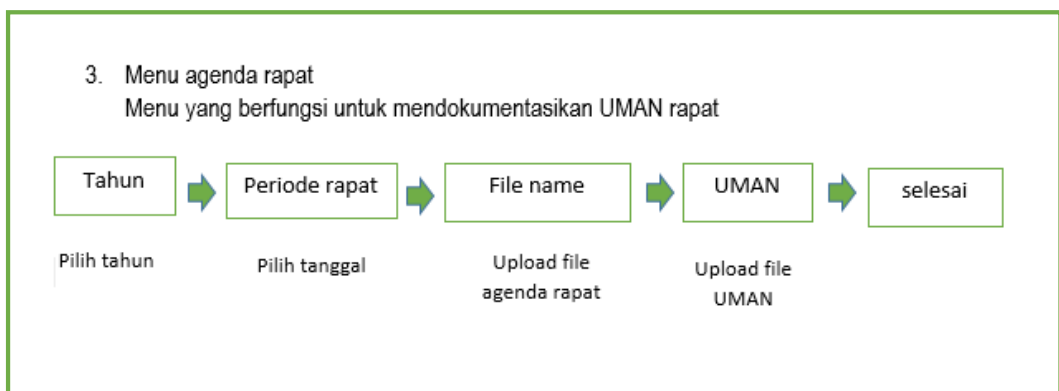 3. Menu agenda rapat
Menu yang berfungsi untuk mendokumentasikan UMAN rapat
Tahun
Periode rapat
File name
UMAN
selesai
Pilih tahun
Pilih tanggal
Upload file
agenda rapat
Upload file
UMAN